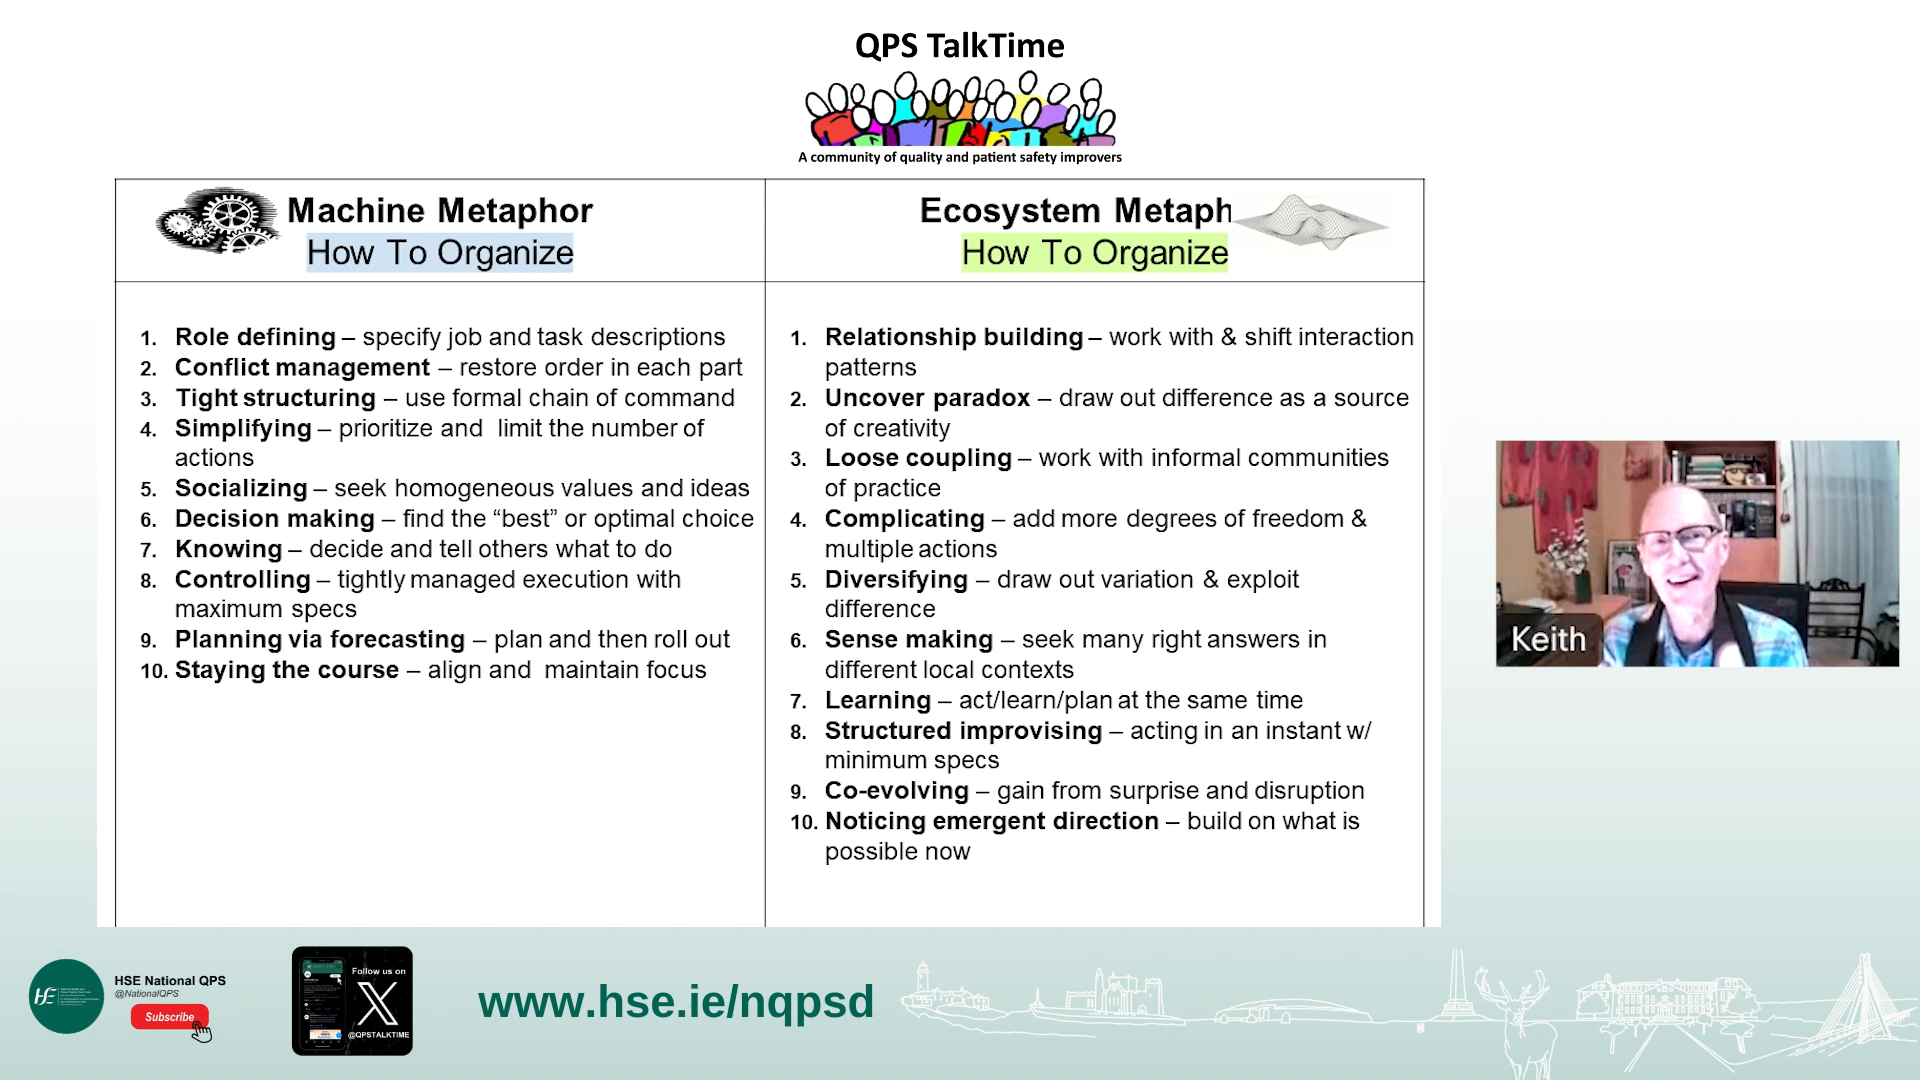 QPS TalkTime
A community of quality and patient safety improvers
Machine Metaphor
How To Organize
1. Role defining – specify job and task descriptions
2. Conflict management – restore order in each part
3. Tight structuring – use formal chain of command
4. Simplifying – prioritize and limit the number of
actions
5. Socializing – seek homogeneous values and ideas
6. Decision making – find the “best” or optimal choice
7. Knowing – decide and tell others what to do
8. Controlling – tightly managed execution with
maximum specs
9. Planning via forecasting – plan and then roll out
10. Staying the course – align and maintain focus
Ecosystem Metaph
How To Organize
1. Relationship building – work with & shift interaction
patterns
2. Uncover paradox – draw out difference as a source
of creativity
3. Loose coupling – work with informal communities
of practice
4. Complicating – add more degrees of freedom &
multiple actions
5. Diversifying – draw out variation & exploit
difference
6. Sense making – seek many right answers in
different local contexts
7. Learning – act/learn/plan at the same time
8. Structured improvising – acting in an instant w/
minimum specs
9. Co-evolving – gain from surprise and disruption
10. Noticing emergent direction – build on what is
possible now
Keith
HSE National QPS
@NationalQPS
Subscribe
Follow us on
X
@QPSTALKTIME
www.hse.ie/nqpsd